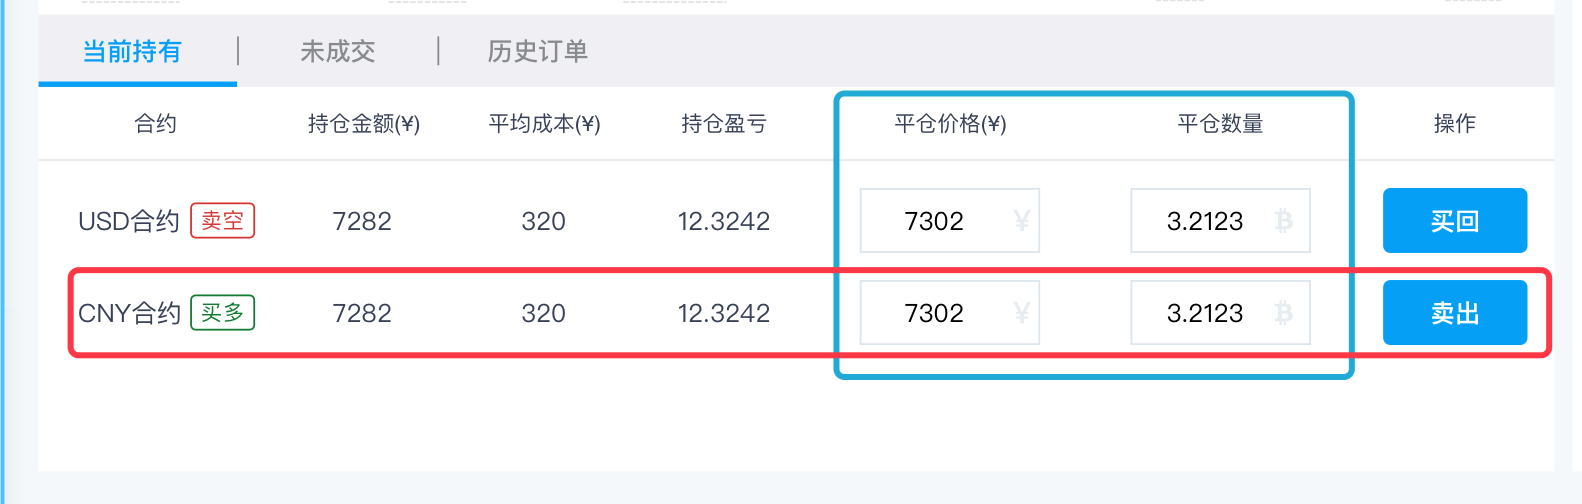 当前持有 | 未成交 | 历史订单
合约 持仓金额(¥) 平均成本(¥) 持仓盈亏 平仓价格(¥) 平仓数量 操作
USD合约 卖空 7282 320 12.3242 7302 ¥ 3.2123 ₿ 买回
CNY合约 买多 7282 320 12.3242 7302 ¥ 3.2123 ₿ 卖出